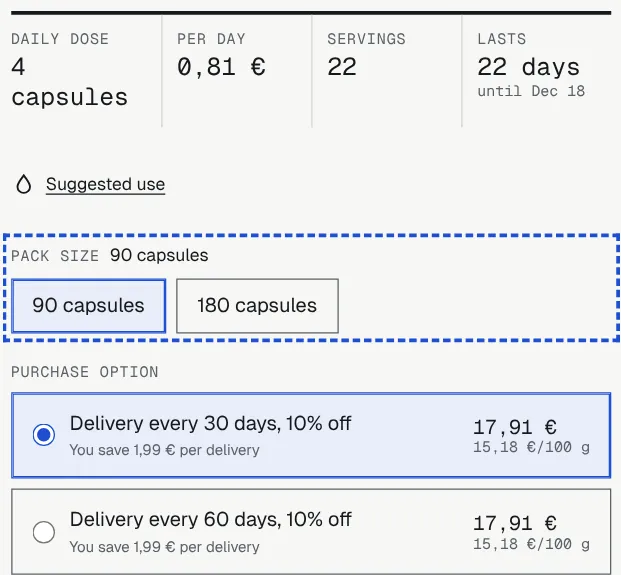 DAILY DOSE
4 capsules
PER DAY
0,81 €
SERVINGS
22
LASTS
22 days
until Dec 18
Suggested use
PACK SIZE 90 capsules
90 capsules
180 capsules
PURCHASE OPTION
Delivery every 30 days, 10% off
You save 1,99 € per delivery
17,91 €
15,18 €/100 g
Delivery every 60 days, 10% off
You save 1,99 € per delivery
17,91 €
15,18 €/100 g